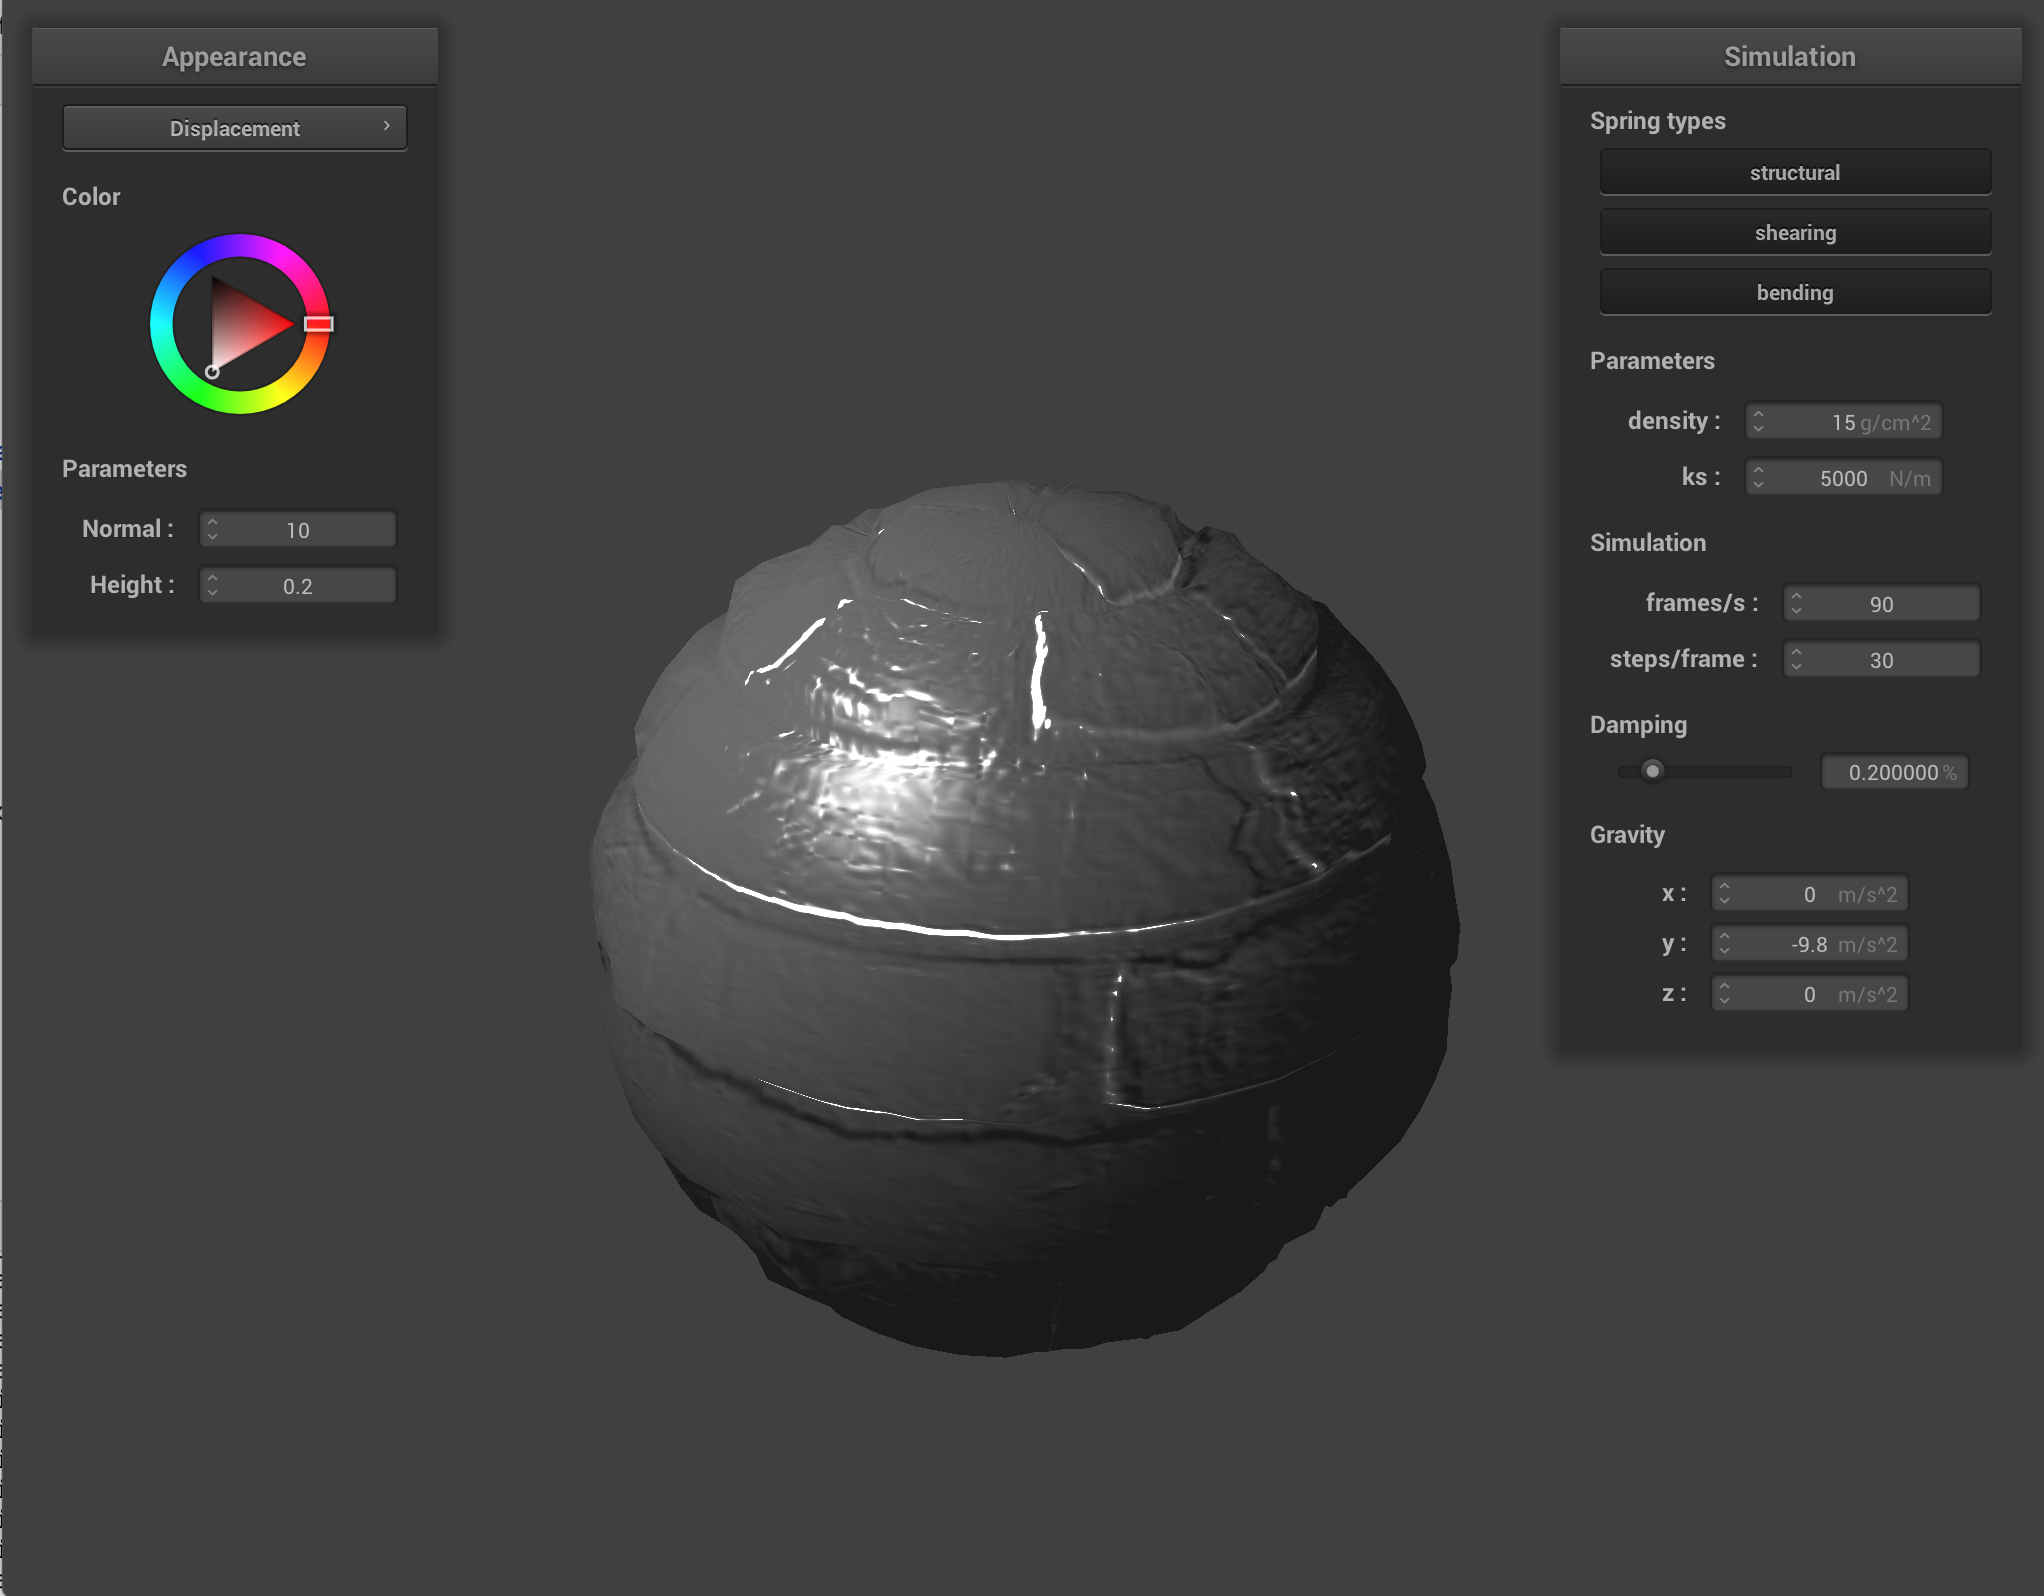 Appearance
Displacement
Color
Parameters
Normal : 10
Height : 0.2
Simulation
Spring types
structural
shearing
bending
Parameters
density : 15 g/cm^2
ks : 5000 N/m
Simulation
frames/s : 90
steps/frame : 30
Damping
0.200000 %
Gravity
x : 0 m/s^2
y : -9.8 m/s^2
z : 0 m/s^2